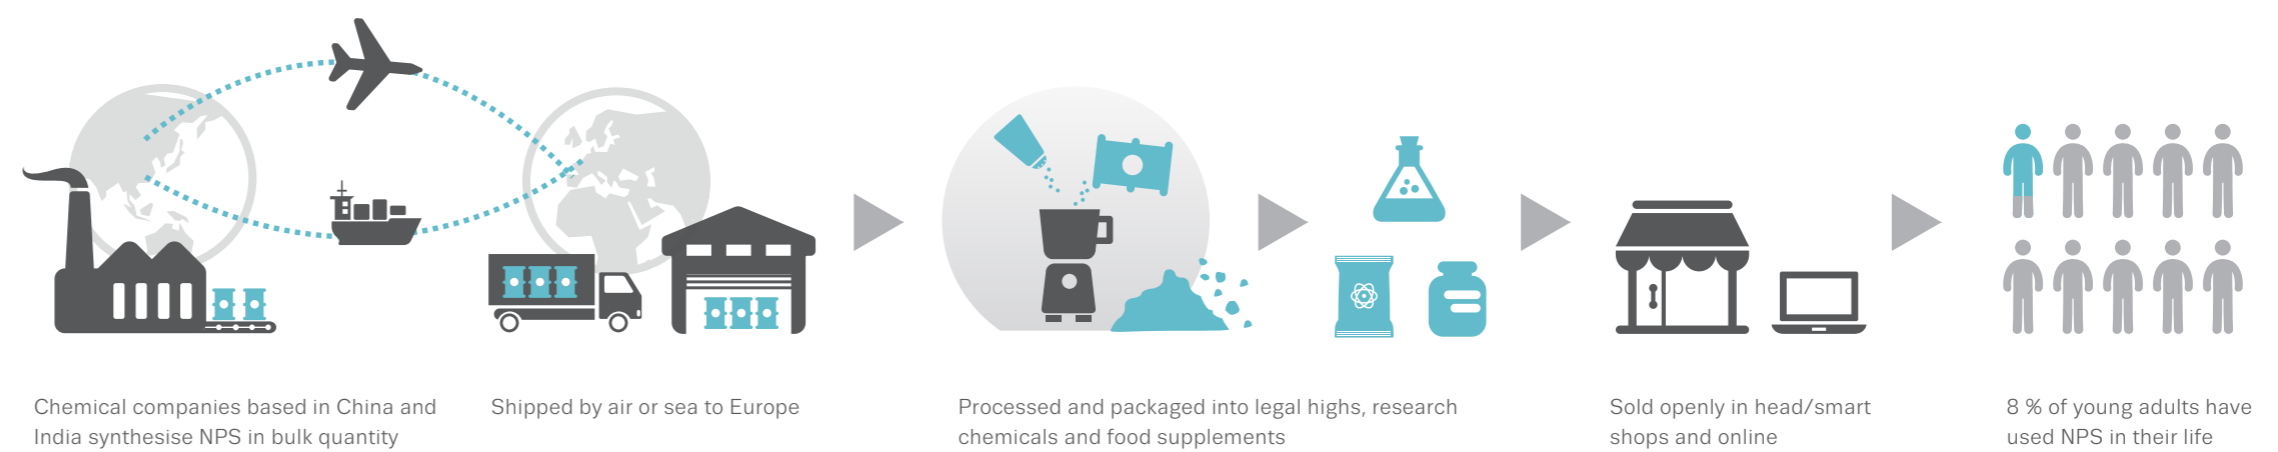 Chemical companies based in China and
India synthesise NPS in bulk quantity
Shipped by air or sea to Europe
Processed and packaged into legal highs, research
chemicals and food supplements
Sold openly in head/smart
shops and online
8 % of young adults have
used NPS in their life